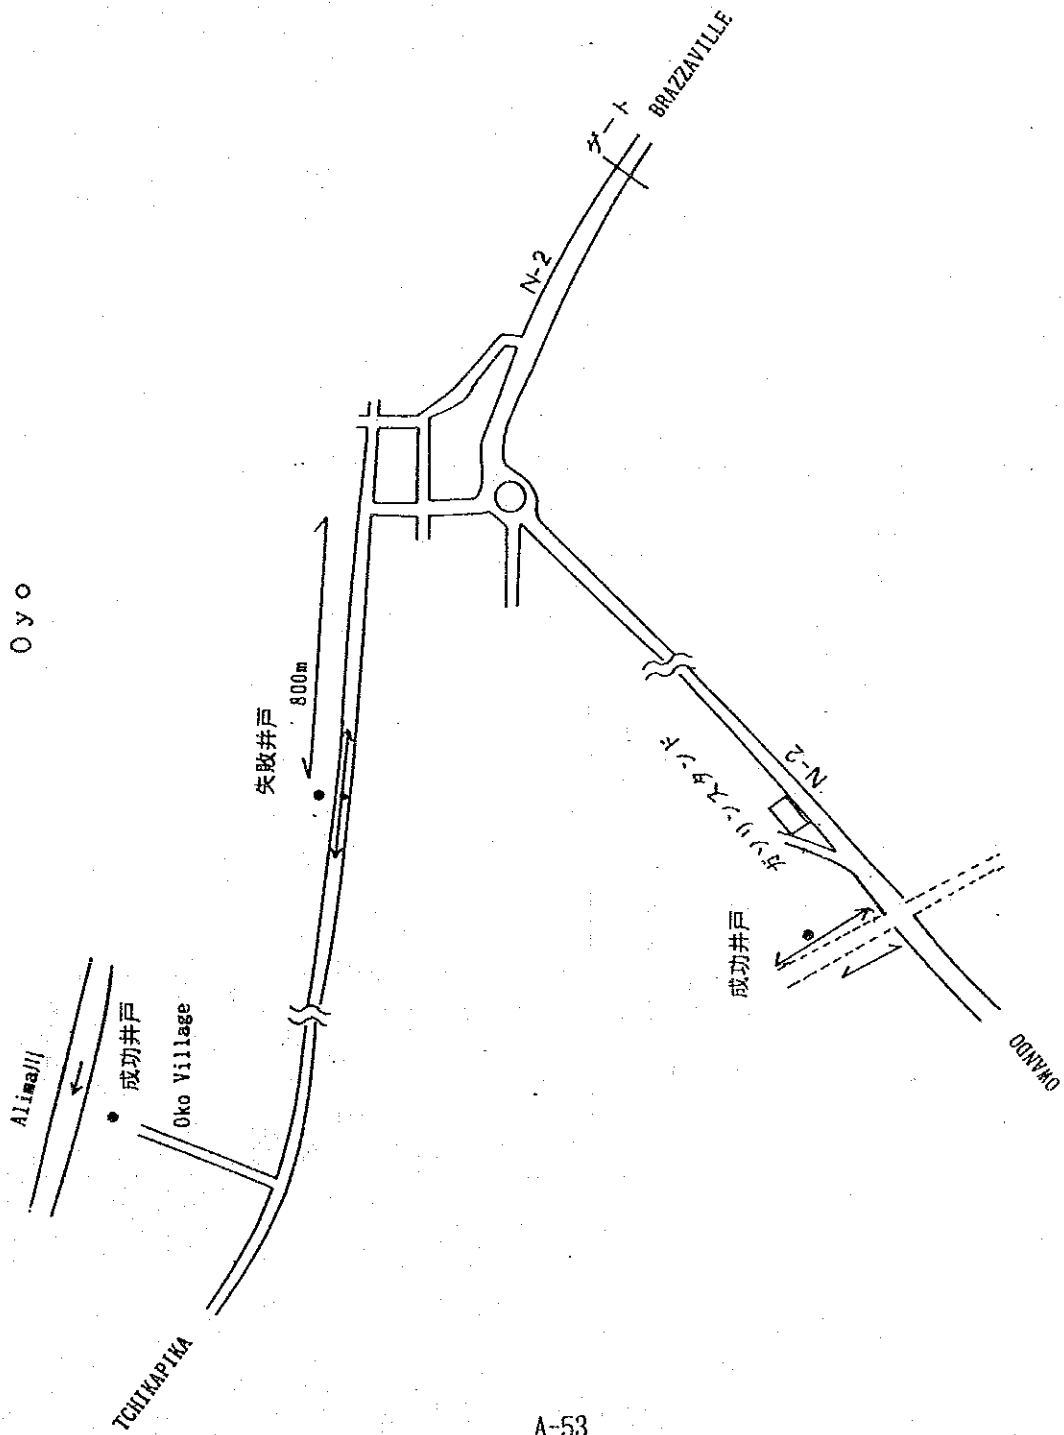 Oyo
BRAZZAVILLE
ゲート
N-2
800m
失敗井戸
ガソリンスタンド
N-2
成功井戸
OWANDO
Alima川
成功井戸
Oko Village
TCHIKAPIKA
A-53